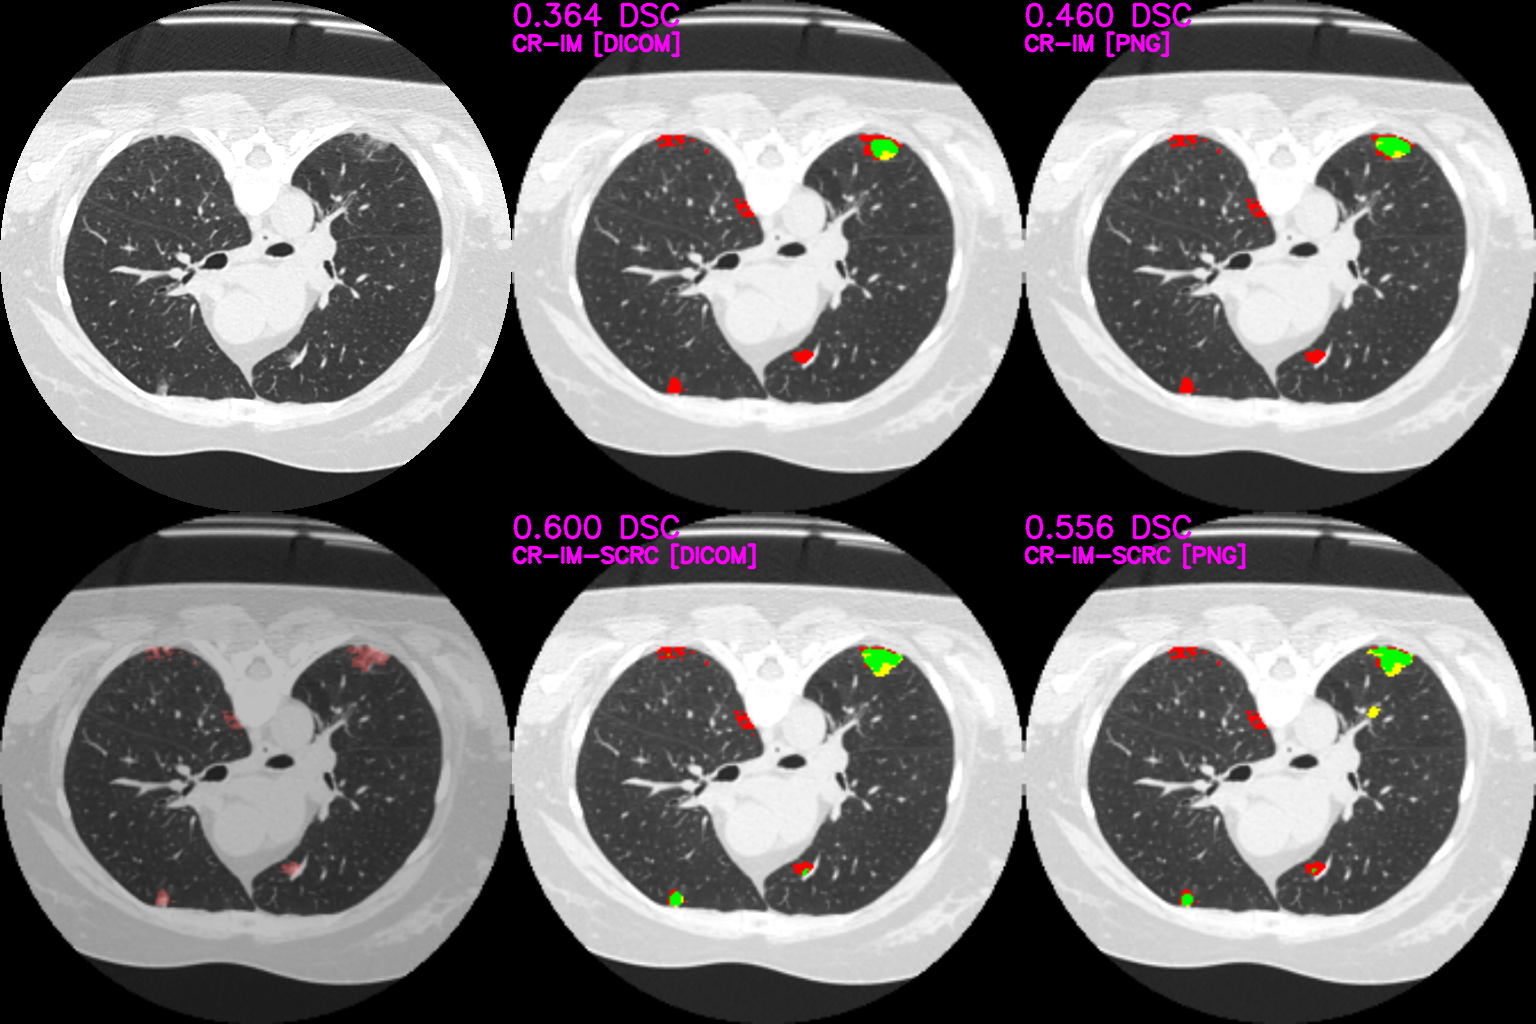 0.364 DSC
CR-IM [DICOM]
0.460 DSC
CR-IM [PNG]
0.600 DSC
CR-IM-SCRC [DICOM]
0.556 DSC
CR-IM-SCRC [PNG]